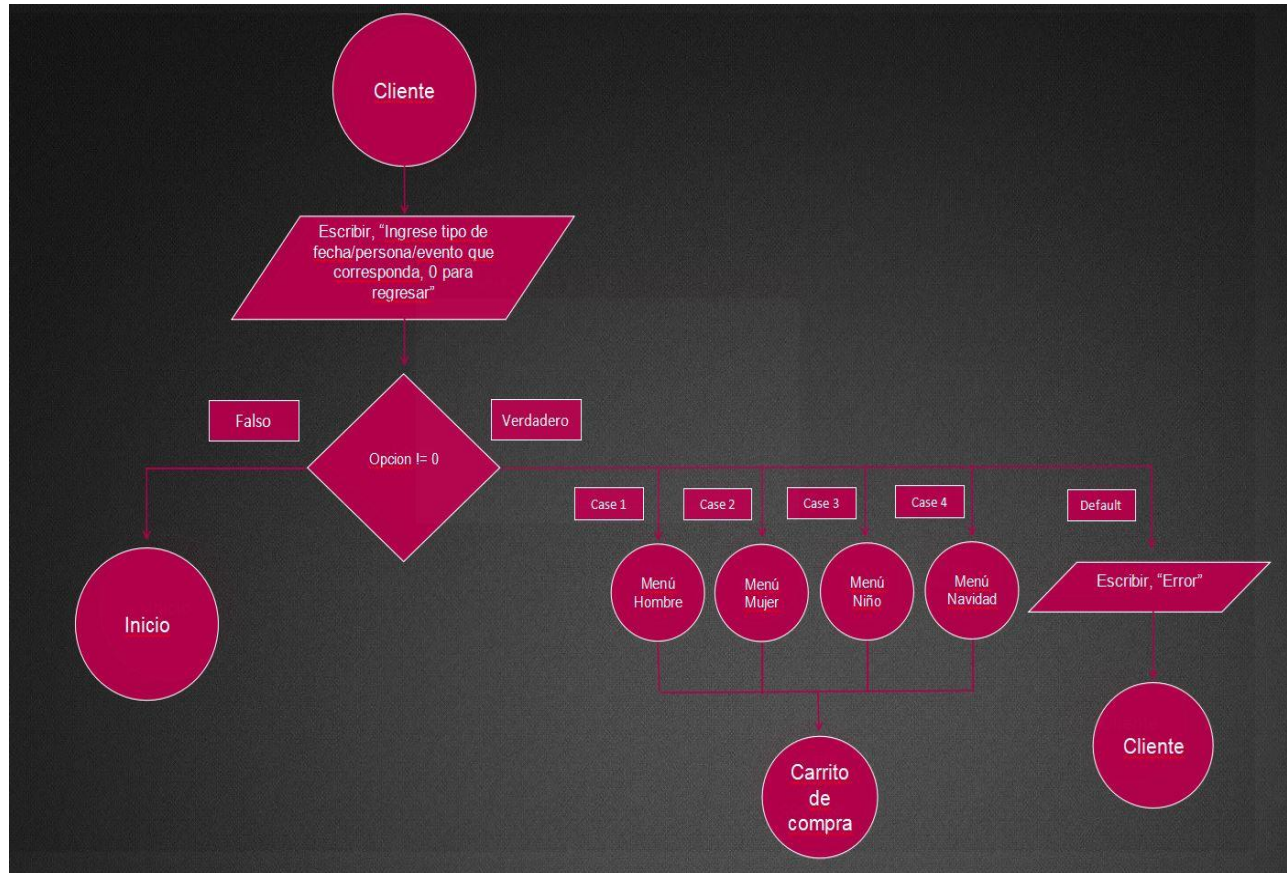 Cliente
Escribir, “Ingrese tipo de
fecha/persona/evento que
corresponda, 0 para
regresar”
Falso
Verdadero
Opcion != 0
Case 1
Case 2
Case 3
Case 4
Default
Inicio
Menú
Hombre
Menú
Mujer
Menú
Niño
Menú
Navidad
Escribir, “Error”
Carrito
de
compra
Cliente